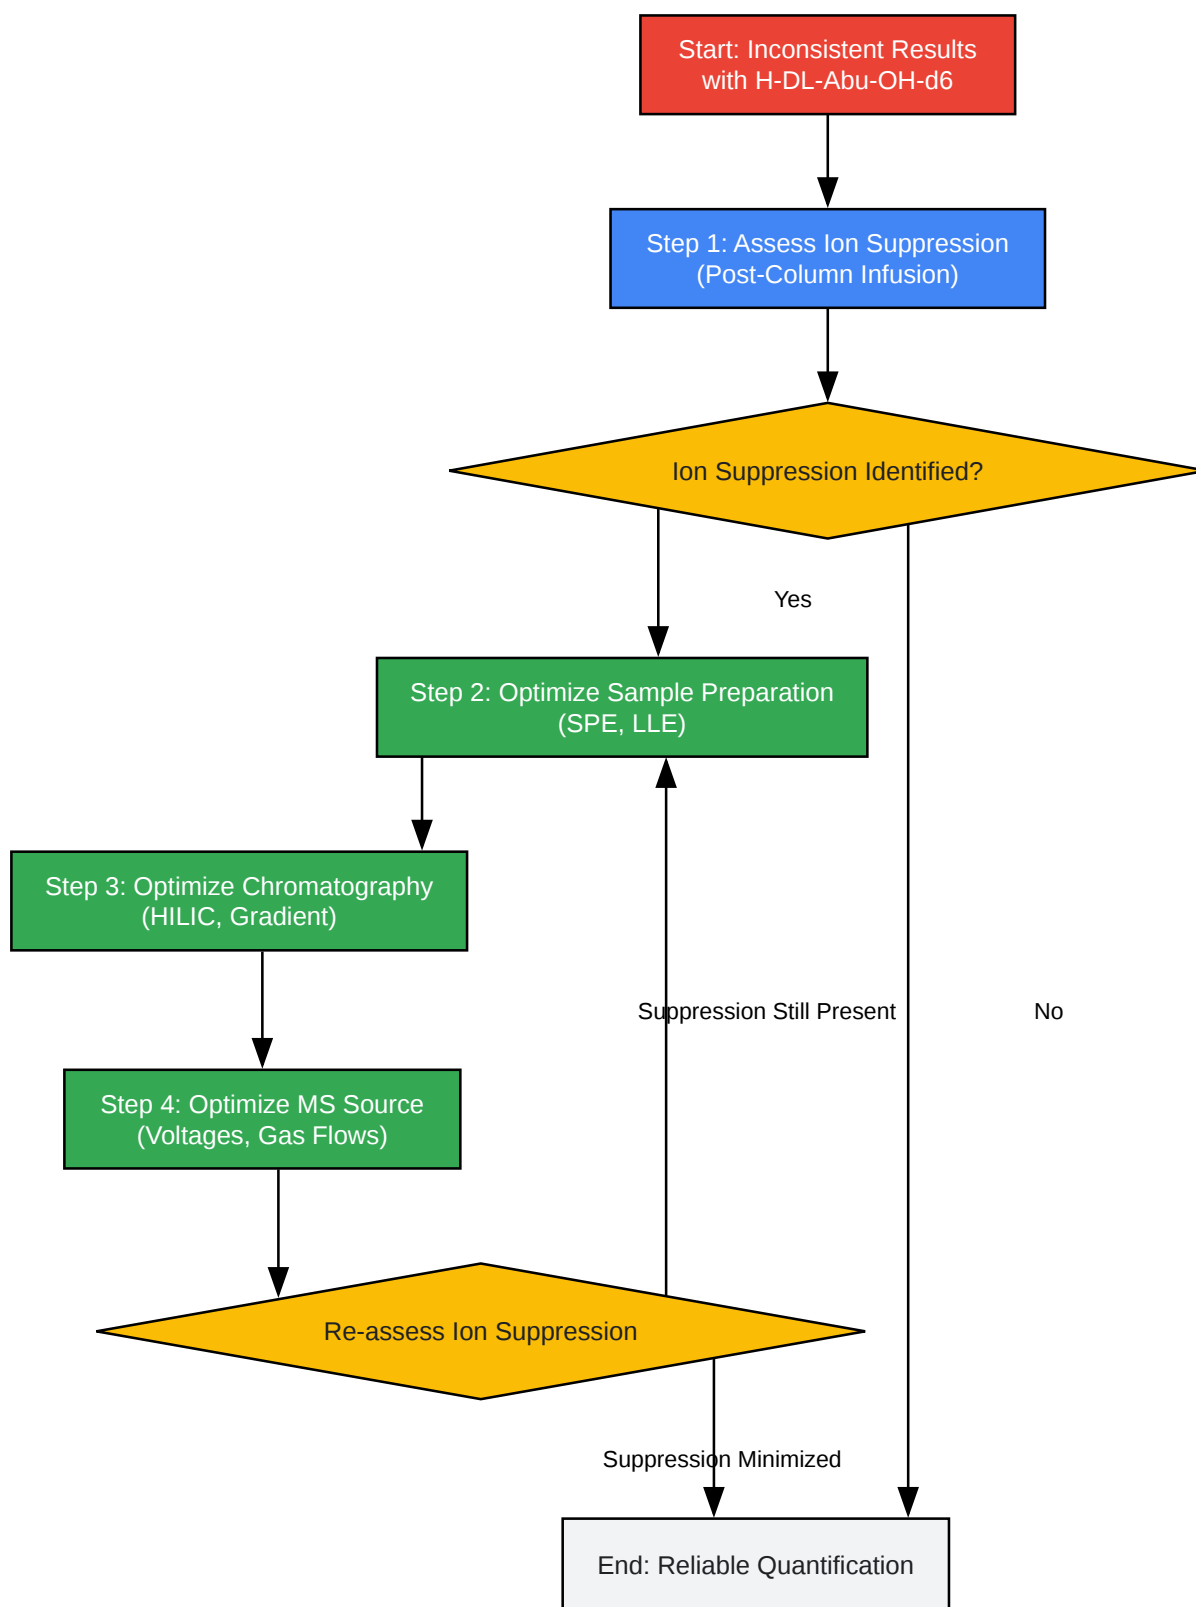 Start: Inconsistent Results
with H-DL-Abu-OH-d6
Step 1: Assess Ion Suppression
(Post-Column Infusion)
Ion Suppression Identified?
Yes
Step 2: Optimize Sample Preparation
(SPE, LLE)
Step 3: Optimize Chromatography
(HILIC, Gradient)
Suppression Still Present
No
Step 4: Optimize MS Source
(Voltages, Gas Flows)
Re-assess Ion Suppression
Suppression Minimized
End: Reliable Quantification